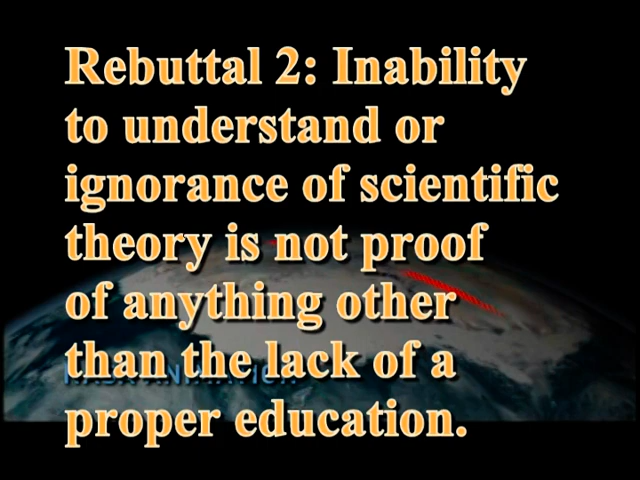 Rebuttal 2: Inability
to understand or
ignorance of scientific
theory is not proof
of anything other
than the lack of a
proper education.